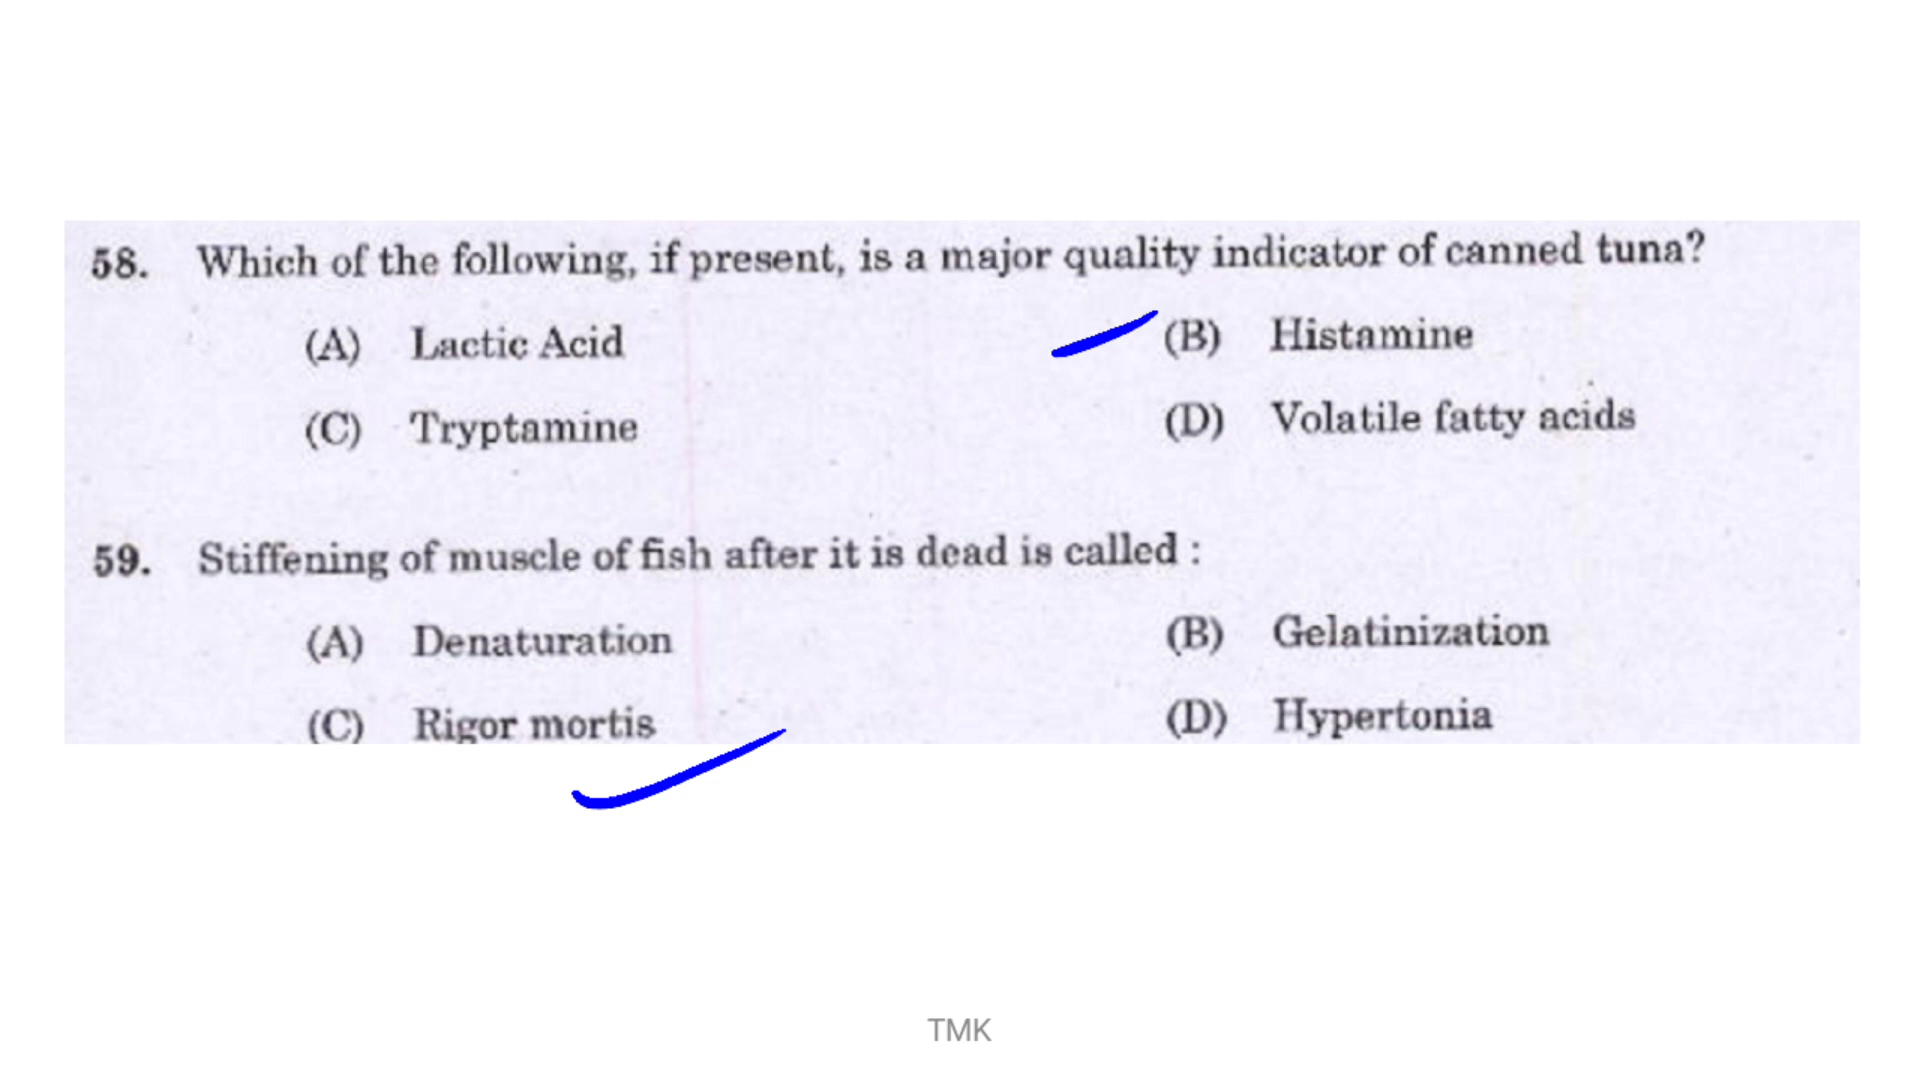 58. Which of the following, if present, is a major quality indicator of canned tuna?
(A) Lactic Acid (B) Histamine
(C) Tryptamine (D) Volatile fatty acids
59. Stiffening of muscle of fish after it is dead is called :
(A) Denaturation (B) Gelatinization
(C) Rigor mortis (D) Hypertonia
TMK